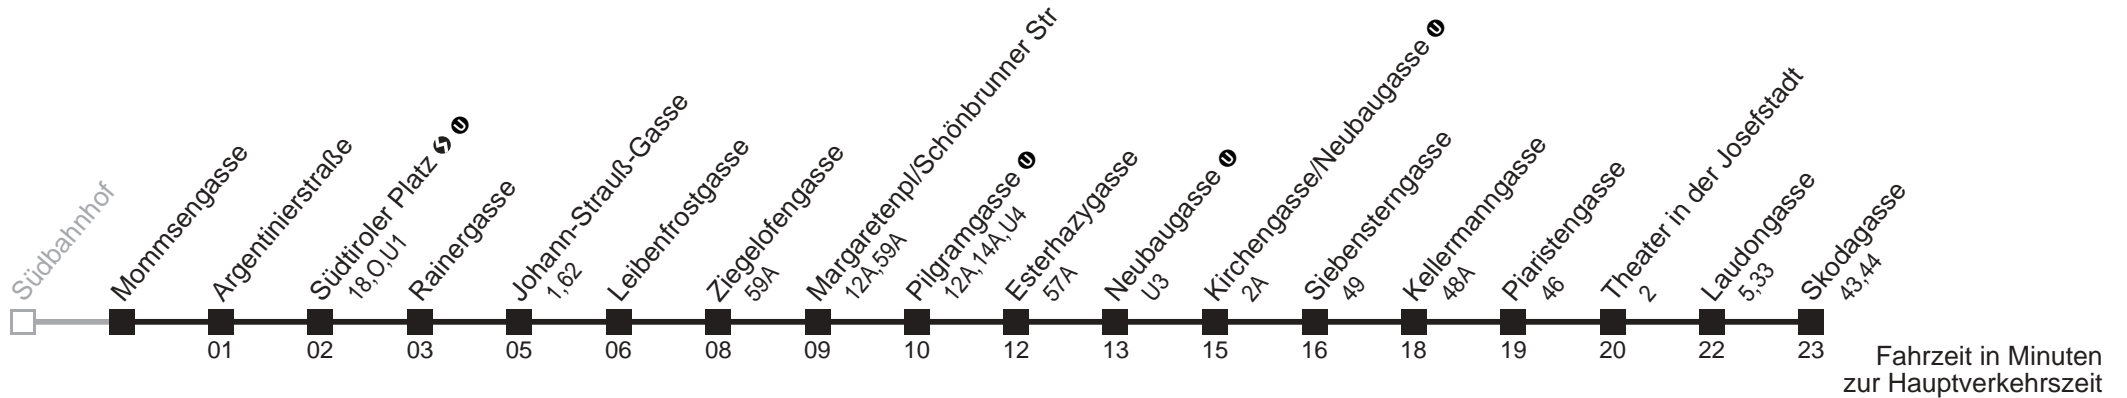 Südbahnhof
Mommsengasse
Argentinierstraße
Südtiroler Platz U
18,O,U1
Rainergasse
Johann-Strauß-Gasse
1,62
Leibenfrostgasse
Ziegelofengasse
59A
Margaretenpl/Schönbrunner Str
12A,59A
Pilgramgasse U
12A,14A,U4
Esterhazygasse
57A
Neubaugasse U
U3
Kirchengasse/Neubaugasse U
2A
Siebensterngasse
49
Kellermanngasse
48A
Piaristengasse
46
Theater in der Josefstadt
2
Laudongasse
5,33
Skodagasse
43,44
01 02 03 05 06 08 09 10 12 13 15 16 18 19 20 22 23
Fahrzeit in Minuten
zur Hauptverkehrszeit